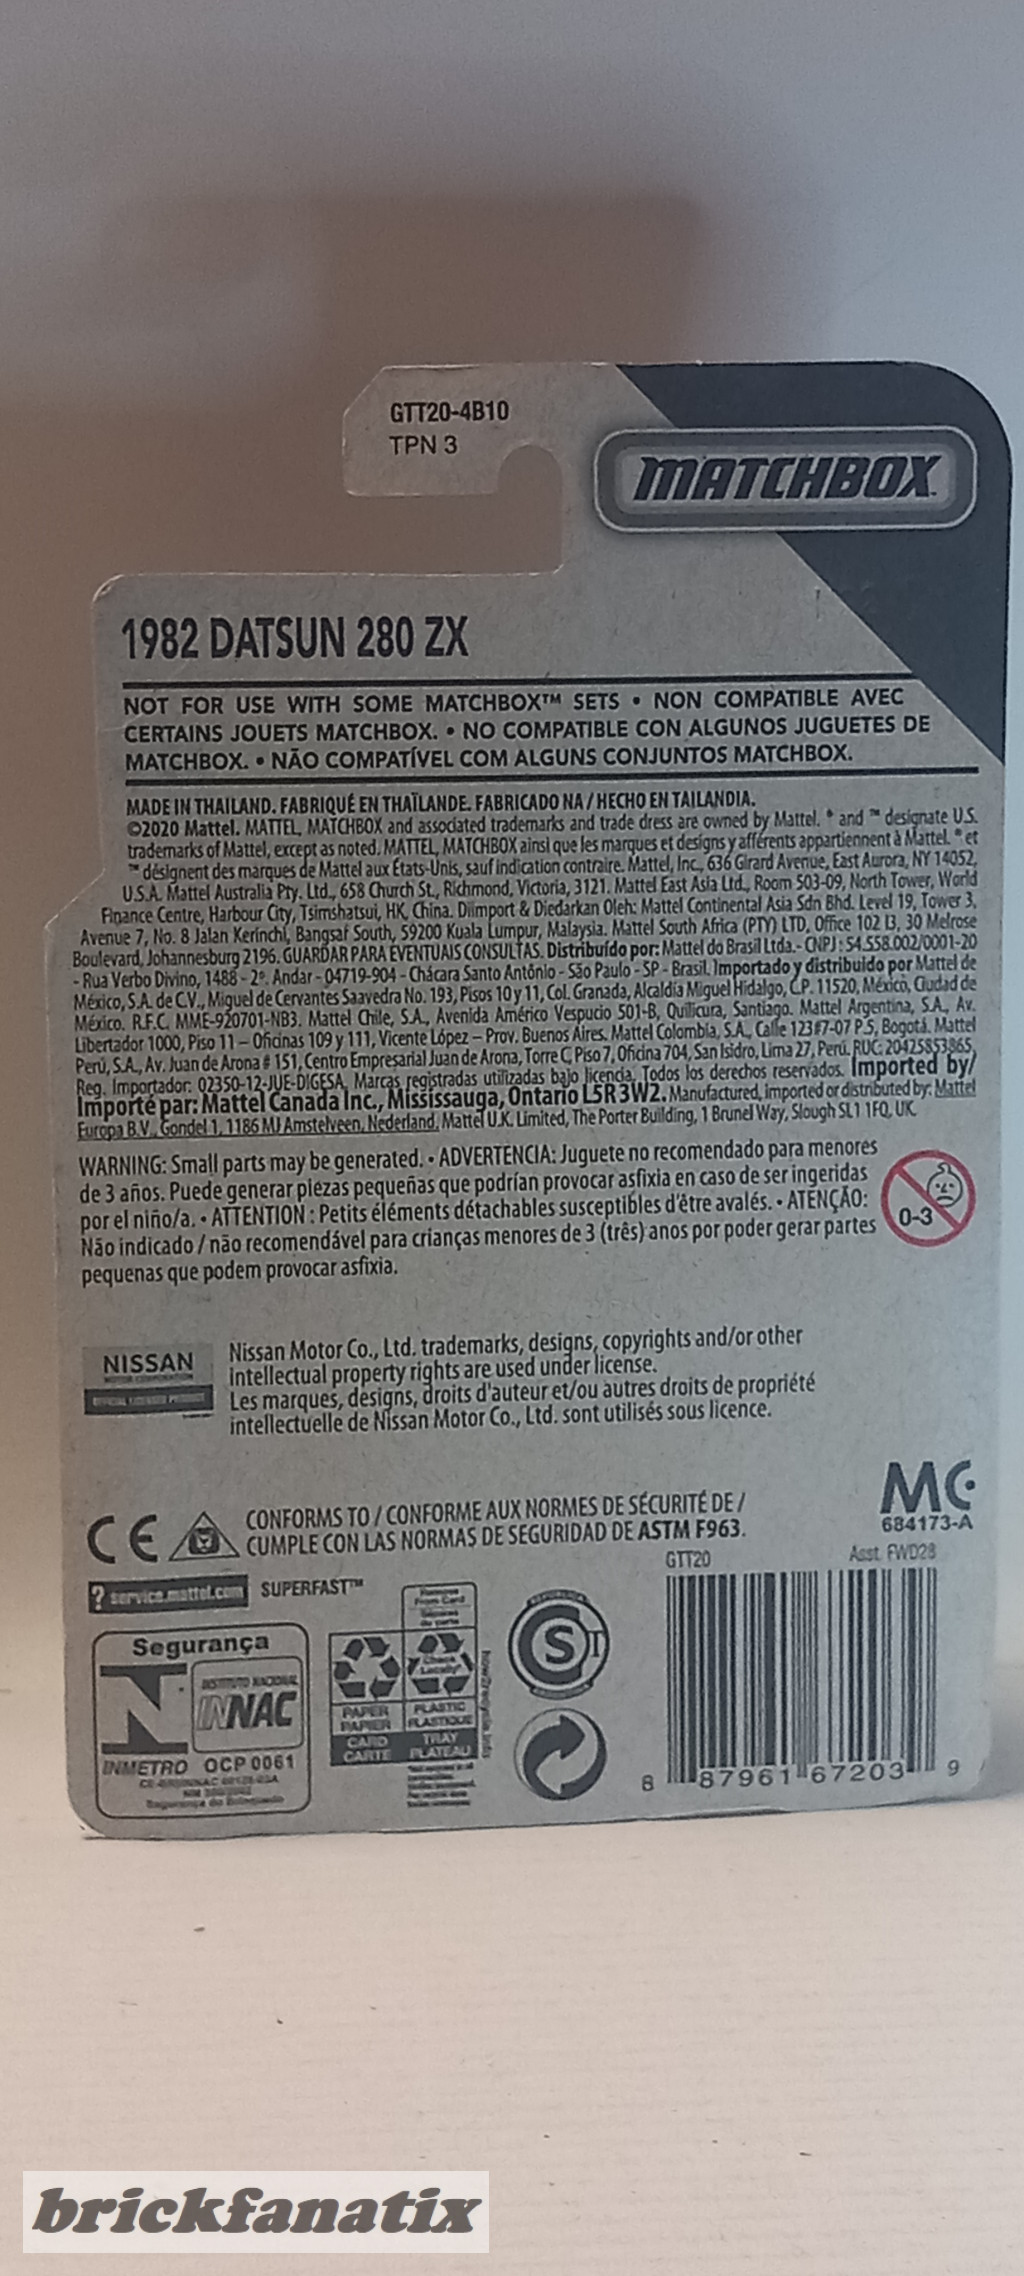 GTT20-4B10
TPN 3
MATCHBOX
1982 DATSUN 280 ZX
NOT FOR USE WITH SOME MATCHBOX™ SETS • NON COMPATIBLE AVEC
CERTAINS JOUETS MATCHBOX. • NO COMPATIBLE CON ALGUNOS JUGUETES DE
MATCHBOX. • NÃO COMPATÍVEL COM ALGUNS CONJUNTOS MATCHBOX.
MADE IN THAILAND. FABRIQUÉ EN THAÏLANDE. FABRICADO NA / HECHO EN TAILANDIA.
©2020 Mattel. MATTEL, MATCHBOX and associated trademarks and trade dress are owned by Mattel. ® and ™ designate U.S.
trademarks of Mattel, except as noted. MATTEL, MATCHBOX ainsi que les marques et designs y afférents appartiennent à Mattel. ® et
™ désignent des marques de Mattel aux États-Unis, sauf indication contraire. Mattel, Inc., 636 Girard Avenue, East Aurora, NY 14052,
U.S.A. Mattel Australia Pty. Ltd., 658 Church St., Richmond, Victoria, 3121. Mattel East Asia Ltd., Room 503-09, North Tower, World
Finance Centre, Harbour City, Tsimshatsui, HK, China. Diimport & Diedarkan Oleh: Mattel Continental Asia Sdn Bhd. Level 19, Tower 3,
Avenue 7, No. 8 Jalan Kerinchi, Bangsar South, 59200 Kuala Lumpur, Malaysia. Mattel South Africa (PTY) LTD, Office 102 I3, 30 Melrose
Boulevard, Johannesburg 2196. GUARDAR PARA EVENTUAIS CONSULTAS. Distribuído por: Mattel do Brasil Ltda.- CNPJ : 54.558.002/0001-20
- Rua Verbo Divino, 1488 - 2º. Andar - 04719-904 - Chácara Santo Antônio - São Paulo - SP - Brasil. Importado y distribuido por Mattel de
México, S.A. de C.V., Miguel de Cervantes Saavedra No. 193, Pisos 10 y 11, Col. Granada, Alcaldía Miguel Hidalgo, C.P. 11520, México, Ciudad de
México. R.F.C. MME-920701-NB3. Mattel Chile, S.A., Avenida Américo Vespucio 501-B, Quilicura, Santiago. Mattel Argentina, S.A., Av.
Libertador 1000, Piso 11 – Oficinas 109 y 111, Vicente López – Prov. Buenos Aires. Mattel Colombia, S.A., Calle 123#7-07 P.5, Bogotá. Mattel
Perú, S.A., Av. Juan de Arona # 151, Centro Empresarial Juan de Arona, Torre C, Piso 7, Oficina 704, San Isidro, Lima 27, Perú. RUC: 20425853865.
Reg. Importador: 02350-12-JUE-DIGESA. Marcas registradas utilizadas bajo licencia. Todos los derechos reservados. Imported by/
Importé par: Mattel Canada Inc., Mississauga, Ontario L5R 3W2. Manufactured, imported or distributed by: Mattel
Europa B.V., Gondel 1, 1186 MJ Amstelveen, Nederland. Mattel U.K. Limited, The Porter Building, 1 Brunel Way, Slough SL1 1FQ, UK.
WARNING: Small parts may be generated. • ADVERTENCIA: Juguete no recomendado para menores
de 3 años. Puede generar piezas pequeñas que podrían provocar asfixia en caso de ser ingeridas
por el niño/a. • ATTENTION : Petits éléments détachables susceptibles d'être avalés. • ATENÇÃO:
Não indicado / não recomendável para crianças menores de 3 (três) anos por poder gerar partes
pequenas que podem provocar asfixia.
0-3
NISSAN
MOTOR CORPORATION
OFFICIAL LICENSED PRODUCT
Nissan Motor Co., Ltd. trademarks, designs, copyrights and/or other
intellectual property rights are used under license.
Les marques, designs, droits d'auteur et/ou autres droits de propriété
intellectuelle de Nissan Motor Co., Ltd. sont utilisés sous licence.
MC
684173-A
CE
CONFORMS TO / CONFORME AUX NORMES DE SÉCURITÉ DE /
CUMPLE CON LAS NORMAS DE SEGURIDAD DE ASTM F963.
GTT20
Asst. FWD28
? service.mattel.com
SUPERFAST™
Segurança
INSTITUTO NACIONAL
INNAC
INMETRO OCP 0061
Segurança do Brinquedo
Remove
From Card
Check
Locally
PAPER
PAPIER
PLASTIC
PLASTIQUE
CARD
CARTE
TRAY
PLATEAU
how2recycle.info
S
8 87961 67203 9
brickfanatix